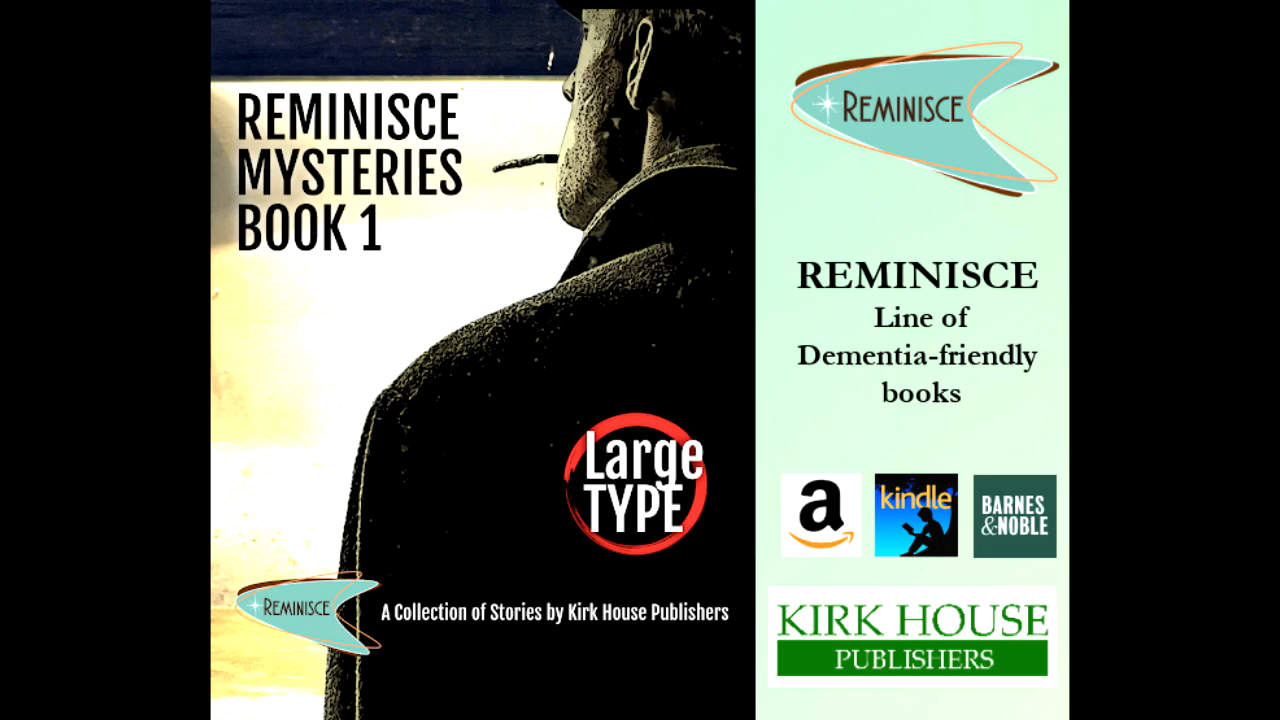 REMINISCE
MYSTERIES
BOOK 1
Large
TYPE
REMINISCE
A Collection of Stories by Kirk House Publishers
REMINISCE
REMINISCE
Line of
Dementia-friendly
books
a
kindle
BARNES
&NOBLE
KIRK HOUSE
PUBLISHERS